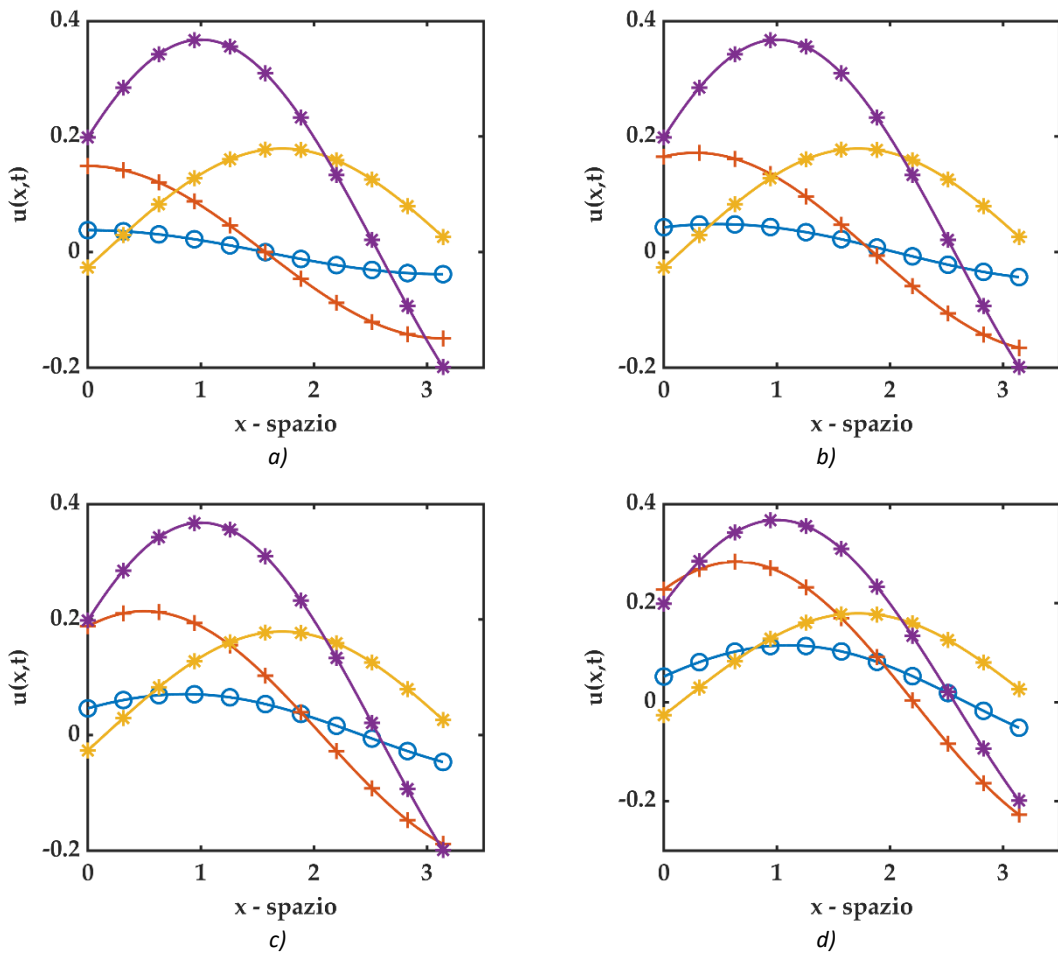 0.4
0.2
0
-0.2
u(x,t)
0 1 2 3
x - spazio
a)
0.4
0.2
0
-0.2
u(x,t)
0 1 2 3
x - spazio
b)
0.4
0.2
0
-0.2
u(x,t)
0 1 2 3
x - spazio
c)
0.4
0.2
0
-0.2
u(x,t)
0 1 2 3
x - spazio
d)